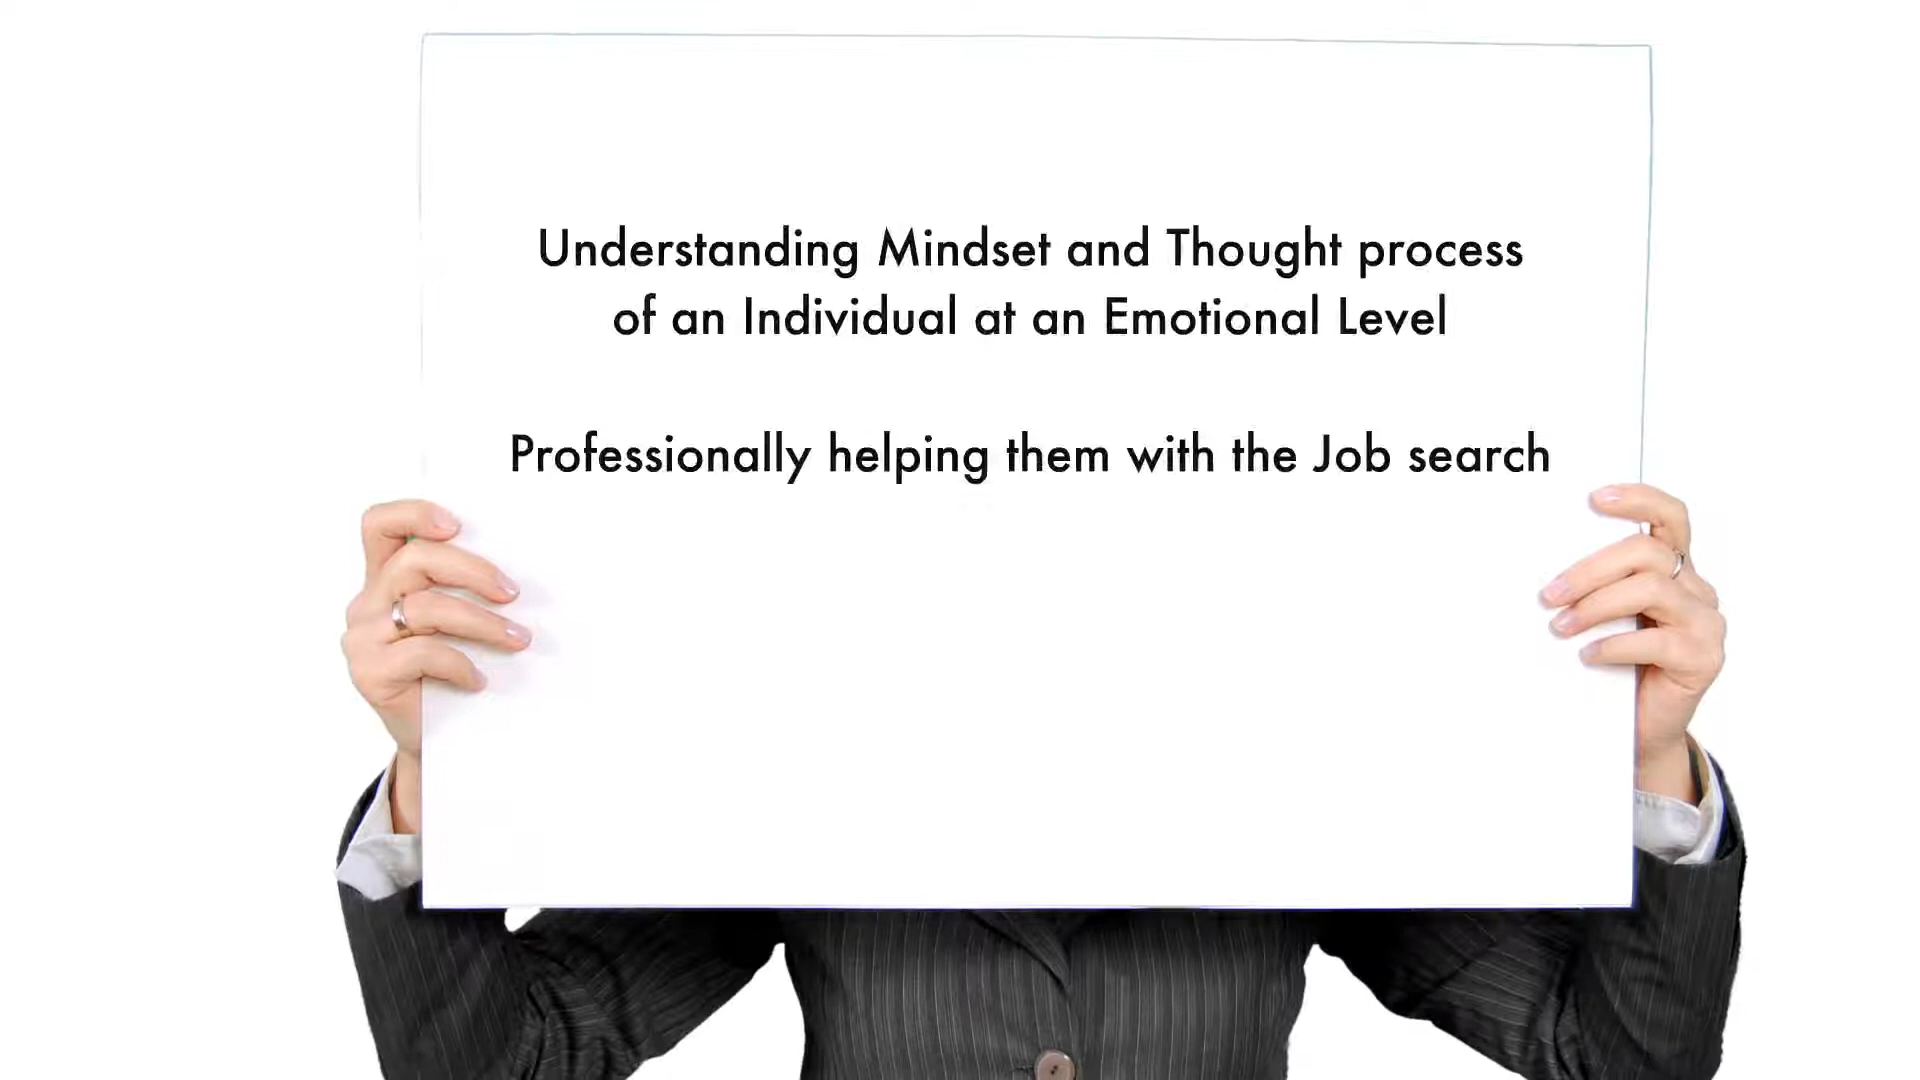 Understanding Mindset and Thought process
of an Individual at an Emotional Level
Professionally helping them with the Job search